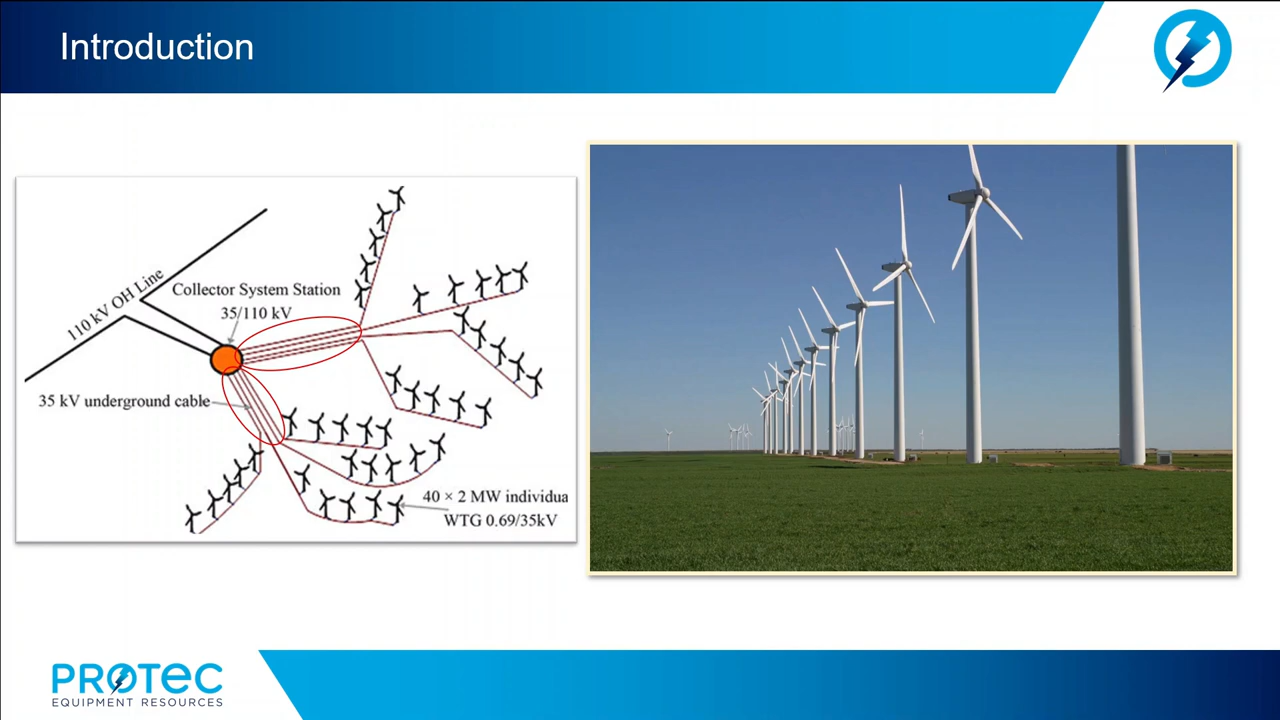 Introduction
110 kV OH Line
Collector System Station
35/110 kV
35 kV underground cable
40 × 2 MW individua
WTG 0.69/35kV
PROTEC
EQUIPMENT RESOURCES